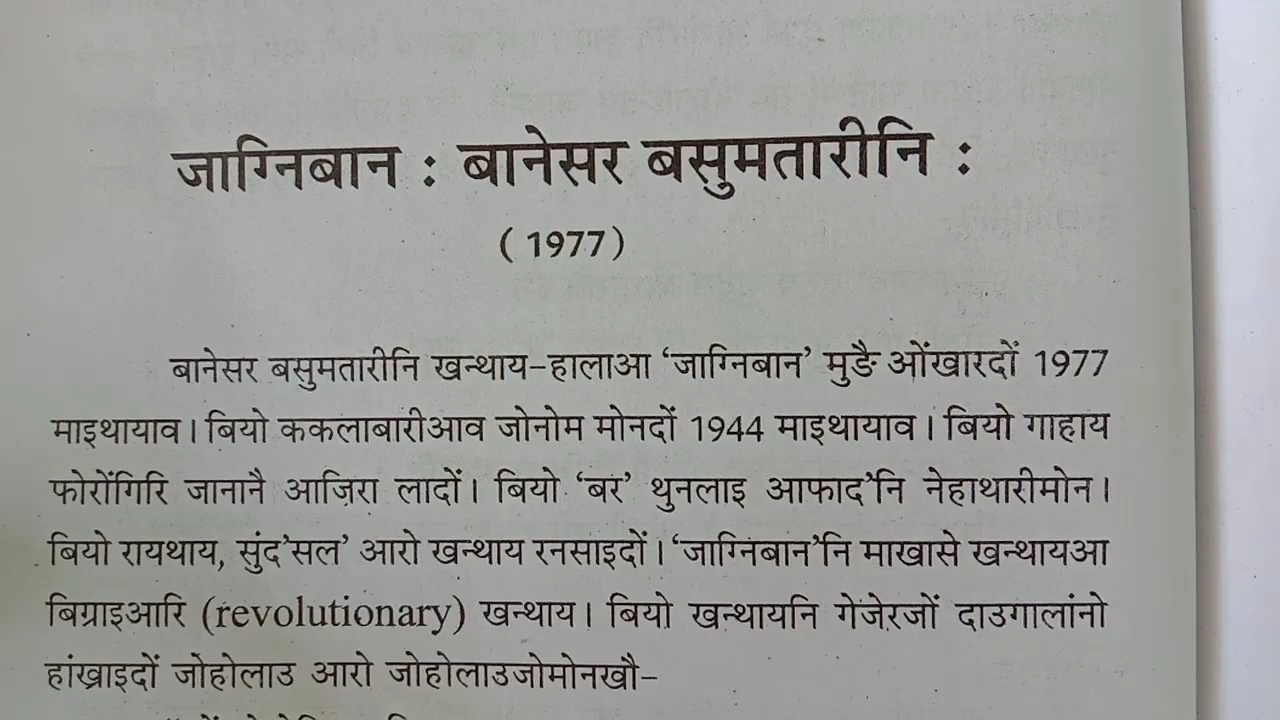 जाग्निबान : बानेसर बसुमतारीनि :
( 1977 )
बानेसर बसुमतारीनि खन्थाय-हालाआ ‘जाग्निबान’ मुङै ओंखारदों 1977
माइथायाव । बियो ककलाबारीआव जोनोम मोनदों 1944 माइथायाव । बियो गाहाय
फोरोंगिरि जानानै आजिरा लादों । बियो ‘बर’ थुनलाइ आफाद’नि नेहाथारीमोन ।
बियो रायथाय, सुंद’सल’ आरो खन्थाय रनसाइदों । ‘जाग्निबान’नि माखासे खन्थायआ
बिग्राइआरि (revolutionary) खन्थाय । बियो खन्थायनि गेजेरजों दाउगालांनो
हांख्राइदों जोहोलाउ आरो जोहोलाउजोमोनखौ–